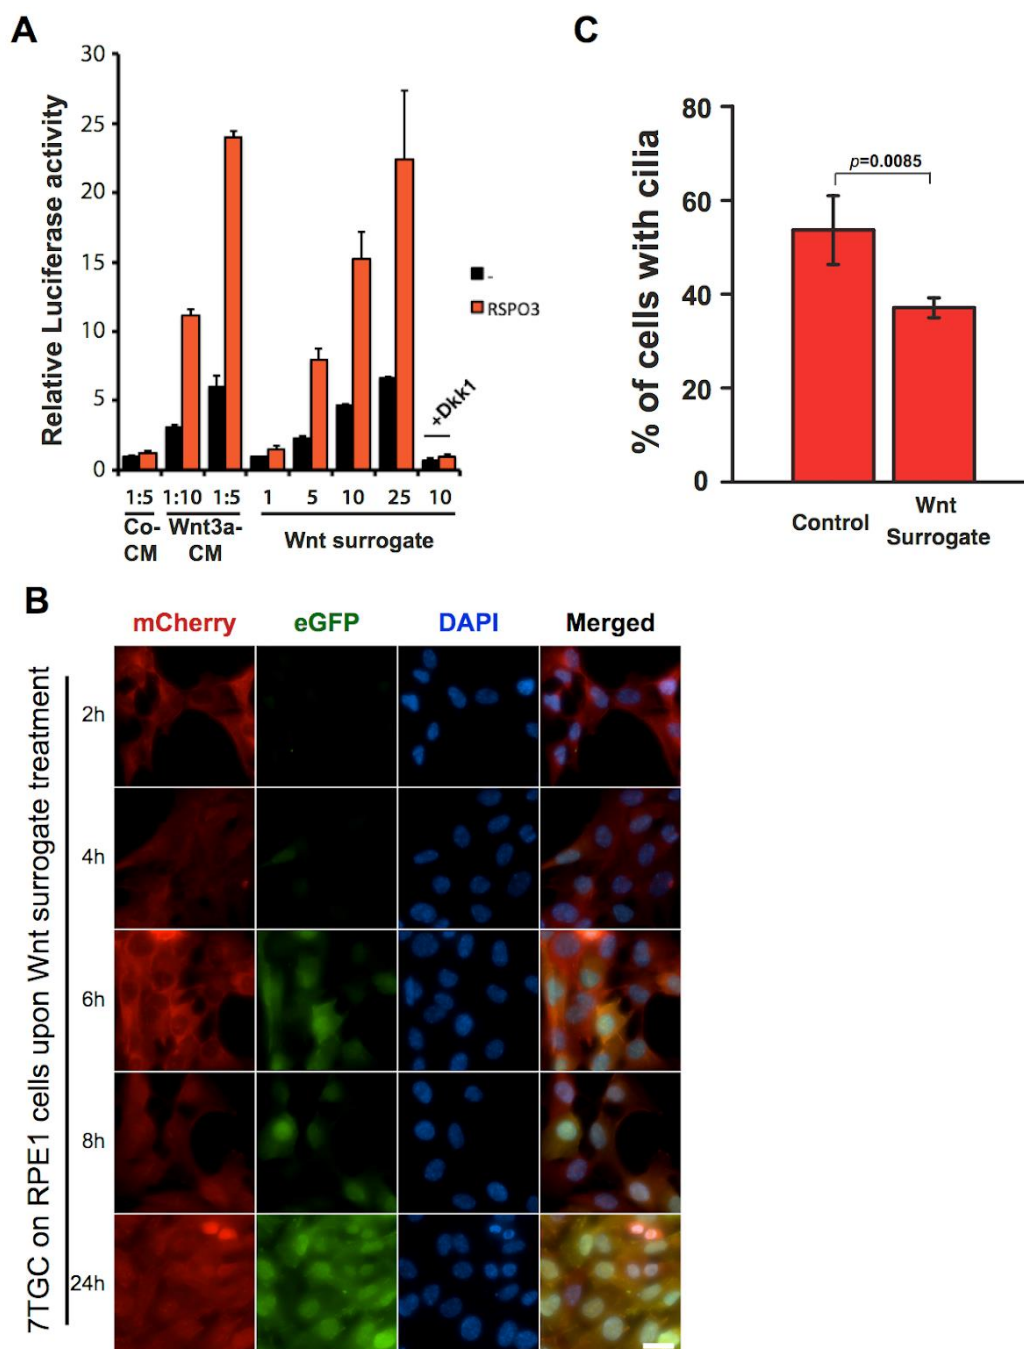 A
Relative Luciferase activity
30
25
20
15
10
5
0
-
RSPO3
+Dkk1
1:5 1:10 1:5 1 5 10 25 10
Co-CM
Wnt3a-CM
Wnt surrogate
C
% of cells with cilia
80
60
40
20
0
p=0.0085
Control
Wnt
Surrogate
B
mCherry eGFP DAPI Merged
7TGC on RPE1 cells upon Wnt surrogate treatment
2h
4h
6h
8h
24h